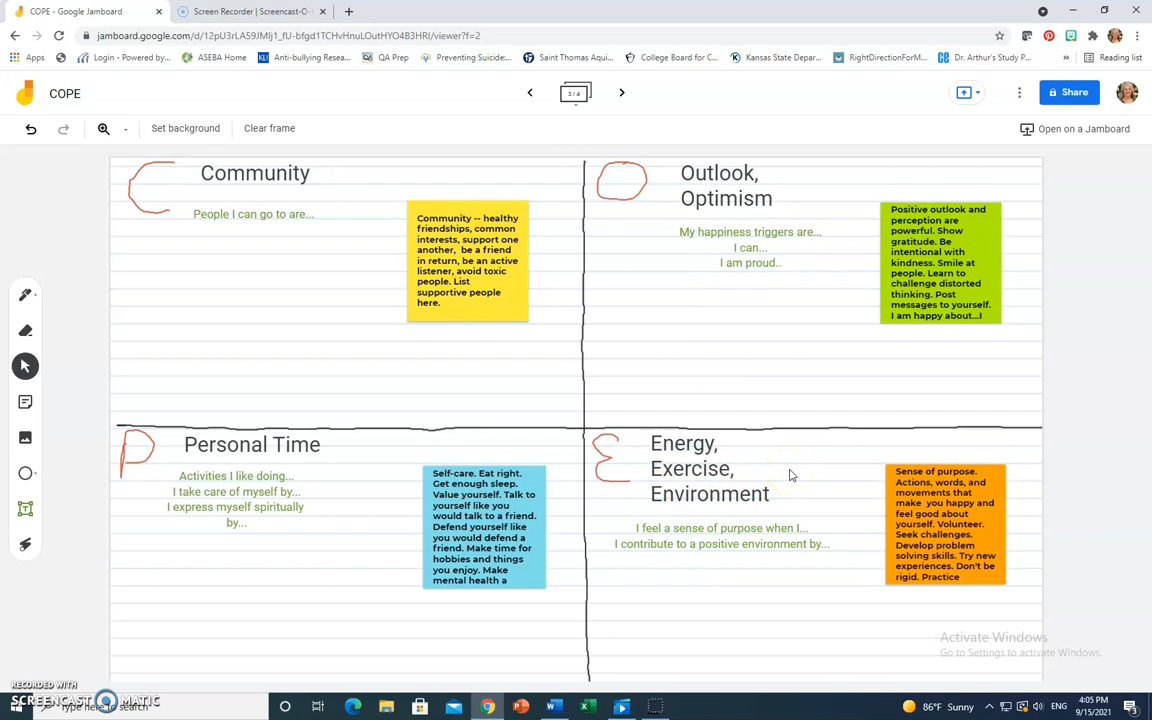 COPE - Google Jamboard
Screen Recorder | Screencast-O-
jamboard.google.com/d/12pU3rLA59JMIj1_fU-bfgd1TCHvHnuLOutHYO4B3HRI/viewer?f=2
Apps
Login - Powered by...
ASEBA Home
Anti-bullying Resea...
QA Prep
Preventing Suicide:...
Saint Thomas Aqui...
College Board for C...
Kansas State Depar...
RightDirectionForM...
Dr. Arthur's Study P...
»
Reading list
COPE
3 / 4
Share
Set background
Clear frame
Open on a Jamboard
C
Community
People I can go to are...
Community -- healthy
friendships, common
interests, support one
another, be a friend
in return, be an active
listener, avoid toxic
people. List
supportive people
here.
O
Outlook,
Optimism
My happiness triggers are...
I can...
I am proud..
Positive outlook and
perception are
powerful. Show
gratitude. Be
intentional with
kindness. Smile at
people. Learn to
challenge distorted
thinking. Post
messages to yourself.
I am happy about...I
P
Personal Time
Activities I like doing...
I take care of myself by...
I express myself spiritually
by...
Self-care. Eat right.
Get enough sleep.
Value yourself. Talk to
yourself like you
would talk to a friend.
Defend yourself like
you would defend a
friend. Make time for
hobbies and things
you enjoy. Make
mental health a
E
Energy,
Exercise,
Environment
I feel a sense of purpose when I...
I contribute to a positive environment by...
Sense of purpose.
Actions, words, and
movements that
make you happy and
feel good about
yourself. Volunteer.
Seek challenges.
Develop problem
solving skills. Try new
experiences. Don't be
rigid. Practice
Activate Windows
Go to Settings to activate Windows.
RECORDED WITH
SCREENCAST MATIC
Type here to search
86°F Sunny
ENG
4:05 PM
9/15/2021
3